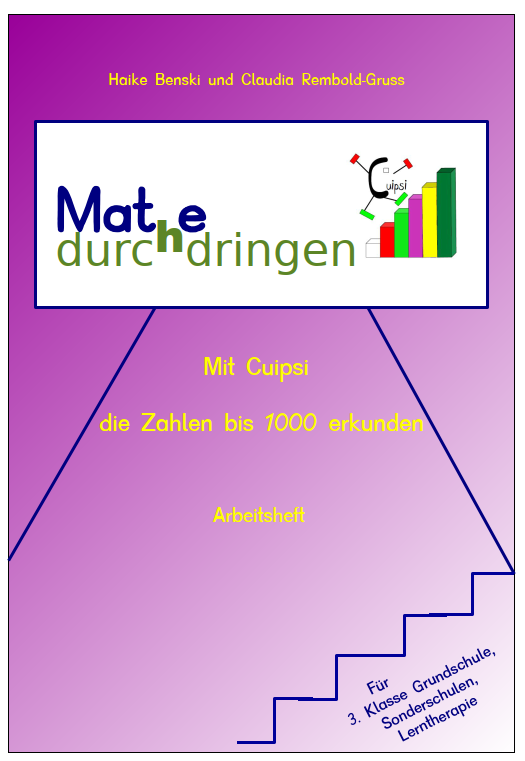 Haike Benski und Claudia Rembold-Gruss
Cuipsi
Mathe
durchdringen
Mit Cuipsi
die Zahlen bis 1000 erkunden
Arbeitsheft
Für
3. Klasse Grundschule,
Sonderschulen,
Lerntherapie